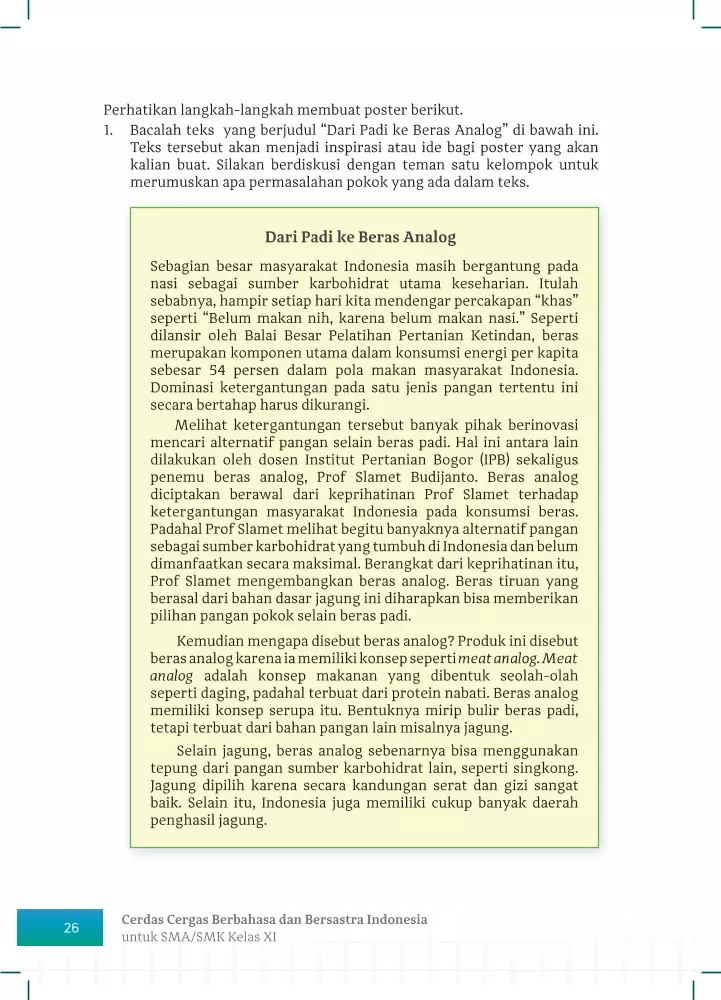 Perhatikan langkah-langkah membuat poster berikut.
1. Bacalah teks yang berjudul “Dari Padi ke Beras Analog” di bawah ini.
Teks tersebut akan menjadi inspirasi atau ide bagi poster yang akan
kalian buat. Silakan berdiskusi dengan teman satu kelompok untuk
merumuskan apa permasalahan pokok yang ada dalam teks.
Dari Padi ke Beras Analog
Sebagian besar masyarakat Indonesia masih bergantung pada
nasi sebagai sumber karbohidrat utama keseharian. Itulah
sebabnya, hampir setiap hari kita mendengar percakapan “khas”
seperti “Belum makan nih, karena belum makan nasi.” Seperti
dilansir oleh Balai Besar Pelatihan Pertanian Ketindan, beras
merupakan komponen utama dalam konsumsi energi per kapita
sebesar 54 persen dalam pola makan masyarakat Indonesia.
Dominasi ketergantungan pada satu jenis pangan tertentu ini
secara bertahap harus dikurangi.
Melihat ketergantungan tersebut banyak pihak berinovasi
mencari alternatif pangan selain beras padi. Hal ini antara lain
dilakukan oleh dosen Institut Pertanian Bogor (IPB) sekaligus
penemu beras analog, Prof Slamet Budijanto. Beras analog
diciptakan berawal dari keprihatinan Prof Slamet terhadap
ketergantungan masyarakat Indonesia pada konsumsi beras.
Padahal Prof Slamet melihat begitu banyaknya alternatif pangan
sebagai sumber karbohidrat yang tumbuh di Indonesia dan belum
dimanfaatkan secara maksimal. Berangkat dari keprihatinan itu,
Prof Slamet mengembangkan beras analog. Beras tiruan yang
berasal dari bahan dasar jagung ini diharapkan bisa memberikan
pilihan pangan pokok selain beras padi.
Kemudian mengapa disebut beras analog? Produk ini disebut
beras analog karena ia memiliki konsep seperti meat analog. Meat
analog adalah konsep makanan yang dibentuk seolah-olah
seperti daging, padahal terbuat dari protein nabati. Beras analog
memiliki konsep serupa itu. Bentuknya mirip bulir beras padi,
tetapi terbuat dari bahan pangan lain misalnya jagung.
Selain jagung, beras analog sebenarnya bisa menggunakan
tepung dari pangan sumber karbohidrat lain, seperti singkong.
Jagung dipilih karena secara kandungan serat dan gizi sangat
baik. Selain itu, Indonesia juga memiliki cukup banyak daerah
penghasil jagung.
26
Cerdas Cergas Berbahasa dan Bersastra Indonesia
untuk SMA/SMK Kelas XI